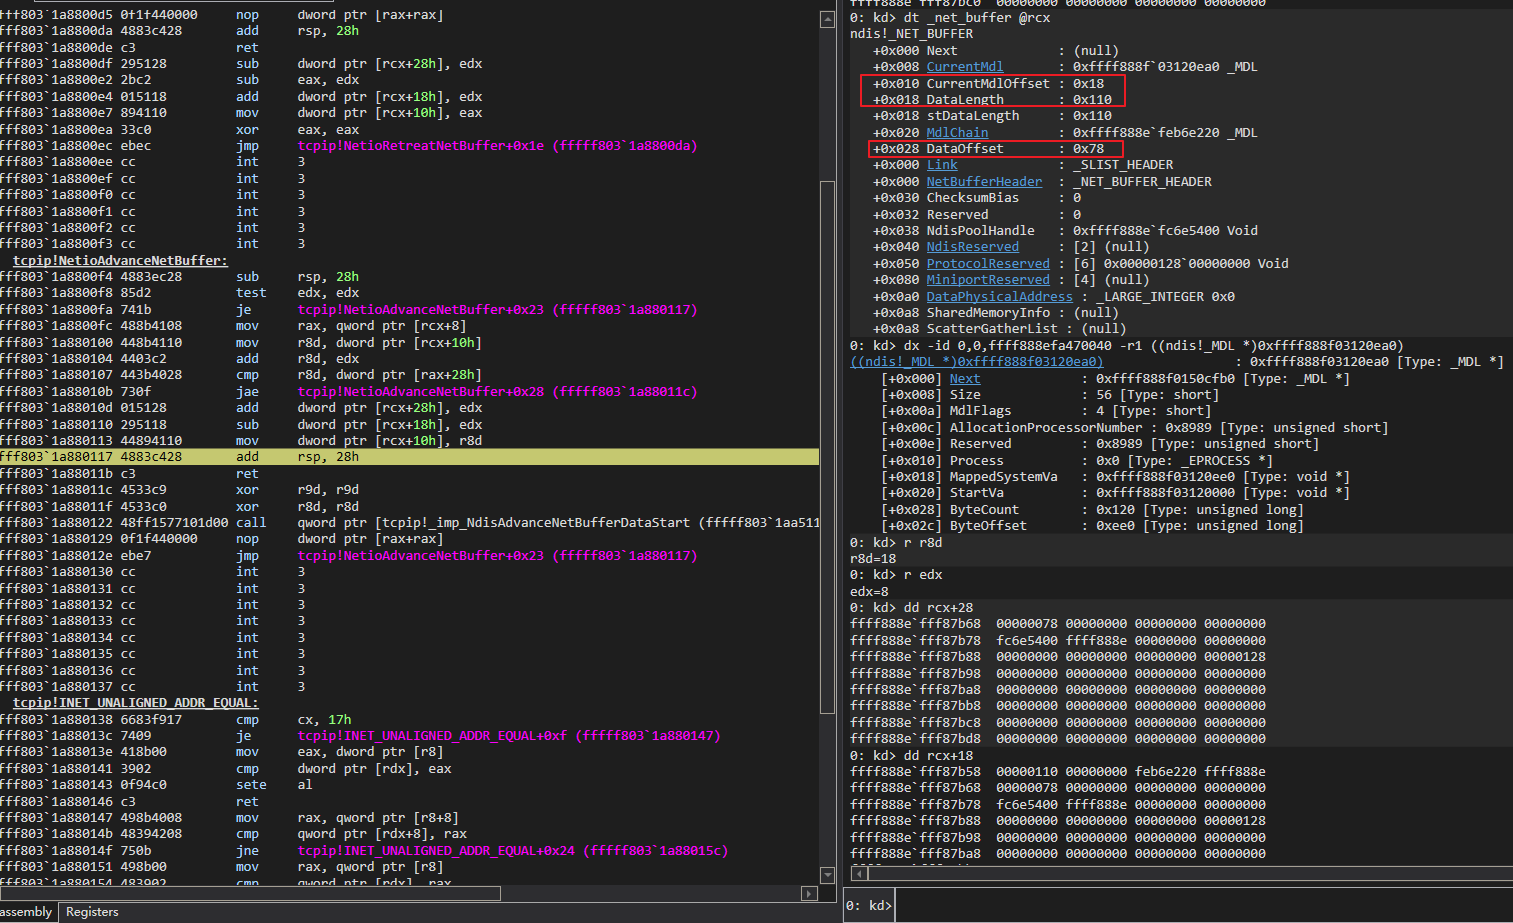 fff803`1a8800d5 0f1f440000 nop dword ptr [rax+rax]
fff803`1a8800da 4883c428 add rsp, 28h
fff803`1a8800de c3 ret
fff803`1a8800df 295128 sub dword ptr [rcx+28h], edx
fff803`1a8800e2 2bc2 sub eax, edx
fff803`1a8800e4 015118 add dword ptr [rcx+18h], edx
fff803`1a8800e7 894110 mov dword ptr [rcx+10h], eax
fff803`1a8800ea 33c0 xor eax, eax
fff803`1a8800ec ebec jmp tcpip!NetioRetreatNetBuffer+0x1e (fffff803`1a8800da)
fff803`1a8800ee cc int 3
fff803`1a8800ef cc int 3
fff803`1a8800f0 cc int 3
fff803`1a8800f1 cc int 3
fff803`1a8800f2 cc int 3
fff803`1a8800f3 cc int 3
tcpip!NetioAdvanceNetBuffer:
fff803`1a8800f4 4883ec28 sub rsp, 28h
fff803`1a8800f8 85d2 test edx, edx
fff803`1a8800fa 741b je tcpip!NetioAdvanceNetBuffer+0x23 (fffff803`1a880117)
fff803`1a8800fc 488b4108 mov rax, qword ptr [rcx+8]
fff803`1a880100 448b4110 mov r8d, dword ptr [rcx+10h]
fff803`1a880104 4403c2 add r8d, edx
fff803`1a880107 443b4028 cmp r8d, dword ptr [rax+28h]
fff803`1a88010b 730f jae tcpip!NetioAdvanceNetBuffer+0x28 (fffff803`1a88011c)
fff803`1a88010d 015128 add dword ptr [rcx+28h], edx
fff803`1a880110 295118 sub dword ptr [rcx+18h], edx
fff803`1a880113 44894110 mov dword ptr [rcx+10h], r8d
fff803`1a880117 4883c428 add rsp, 28h
fff803`1a88011b c3 ret
fff803`1a88011c 4533c9 xor r9d, r9d
fff803`1a88011f 4533c0 xor r8d, r8d
fff803`1a880122 48ff1577101d00 call qword ptr [tcpip!_imp_NdisAdvanceNetBufferDataStart (fffff803`1aa511
fff803`1a880129 0f1f440000 nop dword ptr [rax+rax]
fff803`1a88012e ebe7 jmp tcpip!NetioAdvanceNetBuffer+0x23 (fffff803`1a880117)
fff803`1a880130 cc int 3
fff803`1a880131 cc int 3
fff803`1a880132 cc int 3
fff803`1a880133 cc int 3
fff803`1a880134 cc int 3
fff803`1a880135 cc int 3
fff803`1a880136 cc int 3
fff803`1a880137 cc int 3
tcpip!INET_UNALIGNED_ADDR_EQUAL:
fff803`1a880138 6683f917 cmp cx, 17h
fff803`1a88013c 7409 je tcpip!INET_UNALIGNED_ADDR_EQUAL+0xf (fffff803`1a880147)
fff803`1a88013e 418b00 mov eax, dword ptr [r8]
fff803`1a880141 3902 cmp dword ptr [rdx], eax
fff803`1a880143 0f94c0 sete al
fff803`1a880146 c3 ret
fff803`1a880147 498b4008 mov rax, qword ptr [r8+8]
fff803`1a88014b 48394208 cmp qword ptr [rdx+8], rax
fff803`1a88014f 750b jne tcpip!INET_UNALIGNED_ADDR_EQUAL+0x24 (fffff803`1a88015c)
fff803`1a880151 498b00 mov rax, qword ptr [r8]
fff803`1a880154 483902 cmp qword ptr [rdx], rax
assembly Registers
ffff888e`fff87bc0 00000000 00000000 00000000 00000000
0: kd> dt _net_buffer @rcx
ndis!_NET_BUFFER
+0x000 Next : (null)
+0x008 CurrentMdl : 0xffff888f`03120ea0 _MDL
+0x010 CurrentMdlOffset : 0x18
+0x018 DataLength : 0x110
+0x018 stDataLength : 0x110
+0x020 MdlChain : 0xffff888e`feb6e220 _MDL
+0x028 DataOffset : 0x78
+0x000 Link : _SLIST_HEADER
+0x000 NetBufferHeader : _NET_BUFFER_HEADER
+0x030 ChecksumBias : 0
+0x032 Reserved : 0
+0x038 NdisPoolHandle : 0xffff888e`fc6e5400 Void
+0x040 NdisReserved : [2] (null)
+0x050 ProtocolReserved : [6] 0x00000128`00000000 Void
+0x080 MiniportReserved : [4] (null)
+0x0a0 DataPhysicalAddress : _LARGE_INTEGER 0x0
+0x0a8 SharedMemoryInfo : (null)
+0x0a8 ScatterGatherList : (null)
0: kd> dx -id 0,0,ffff888efa470040 -r1 ((ndis!_MDL *)0xffff888f03120ea0)
((ndis!_MDL *)0xffff888f03120ea0) : 0xffff888f03120ea0 [Type: _MDL *]
[+0x000] Next : 0xffff888f0150cfb0 [Type: _MDL *]
[+0x008] Size : 56 [Type: short]
[+0x00a] MdlFlags : 4 [Type: short]
[+0x00c] AllocationProcessorNumber : 0x8989 [Type: unsigned short]
[+0x00e] Reserved : 0x8989 [Type: unsigned short]
[+0x010] Process : 0x0 [Type: _EPROCESS *]
[+0x018] MappedSystemVa : 0xffff888f03120ee0 [Type: void *]
[+0x020] StartVa : 0xffff888f03120000 [Type: void *]
[+0x028] ByteCount : 0x120 [Type: unsigned long]
[+0x02c] ByteOffset : 0xee0 [Type: unsigned long]
0: kd> r r8d
r8d=18
0: kd> r edx
edx=8
0: kd> dd rcx+28
ffff888e`fff87b68 00000078 00000000 00000000 00000000
ffff888e`fff87b78 fc6e5400 ffff888e 00000000 00000000
ffff888e`fff87b88 00000000 00000000 00000000 00000128
ffff888e`fff87b98 00000000 00000000 00000000 00000000
ffff888e`fff87ba8 00000000 00000000 00000000 00000000
ffff888e`fff87bb8 00000000 00000000 00000000 00000000
ffff888e`fff87bc8 00000000 00000000 00000000 00000000
ffff888e`fff87bd8 00000000 00000000 00000000 00000000
0: kd> dd rcx+18
ffff888e`fff87b58 00000110 00000000 feb6e220 ffff888e
ffff888e`fff87b68 00000078 00000000 00000000 00000000
ffff888e`fff87b78 fc6e5400 ffff888e 00000000 00000000
ffff888e`fff87b88 00000000 00000000 00000000 00000128
ffff888e`fff87b98 00000000 00000000 00000000 00000000
ffff888e`fff87ba8 00000000 00000000 00000000 00000000
0: kd>